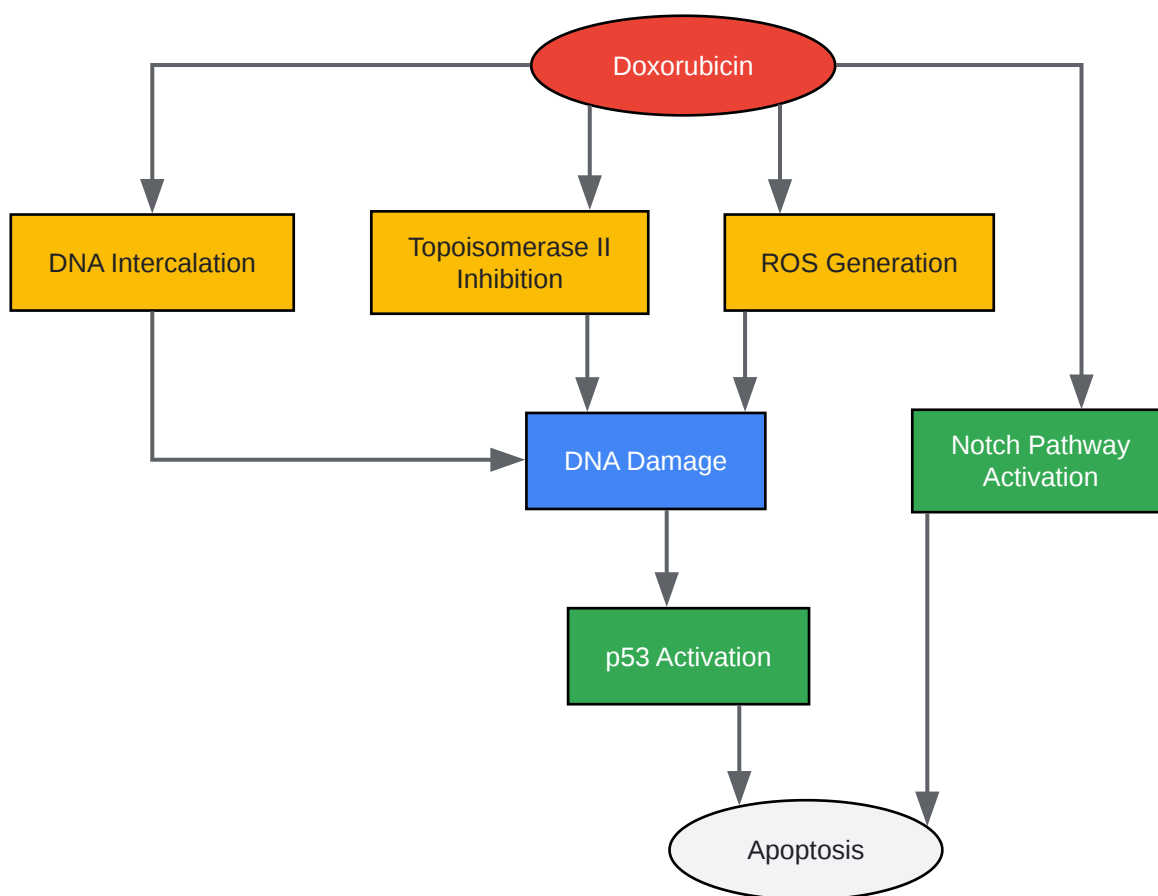 Doxorubicin
DNA Intercalation
Topoisomerase II
Inhibition
ROS Generation
DNA Damage
Notch Pathway
Activation
p53 Activation
Apoptosis